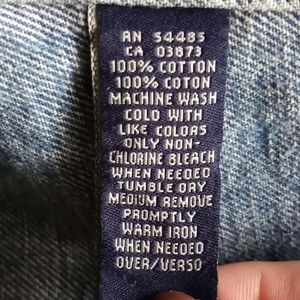 RN 54485
CA 03873
100% COTTON
100% COTON
MACHINE WASH
COLD WITH
LIKE COLORS
ONLY NON-
CHLORINE BLEACH
WHEN NEEDED
TUMBLE DRY
MEDIUM REMOVE
PROMPTLY
WARM IRON
WHEN NEEDED
OVER/VERSO